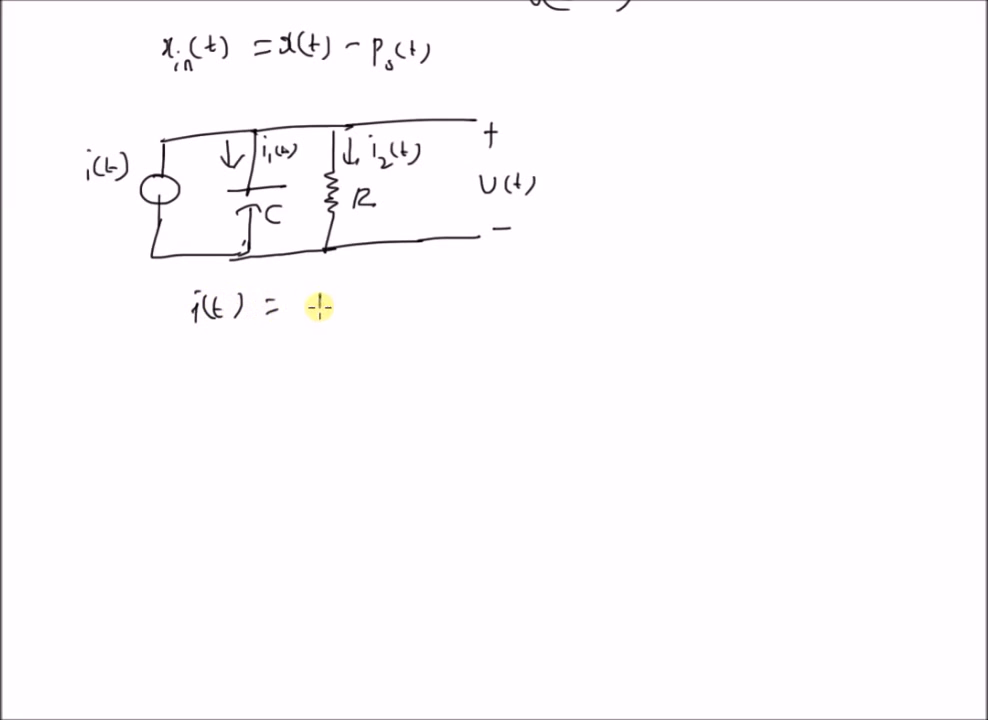 x_in(t) = x(t) - p_s(t)
i(t)
i_1(t)
i_2(t)
+
C
R
v(t)
-
i(t) =